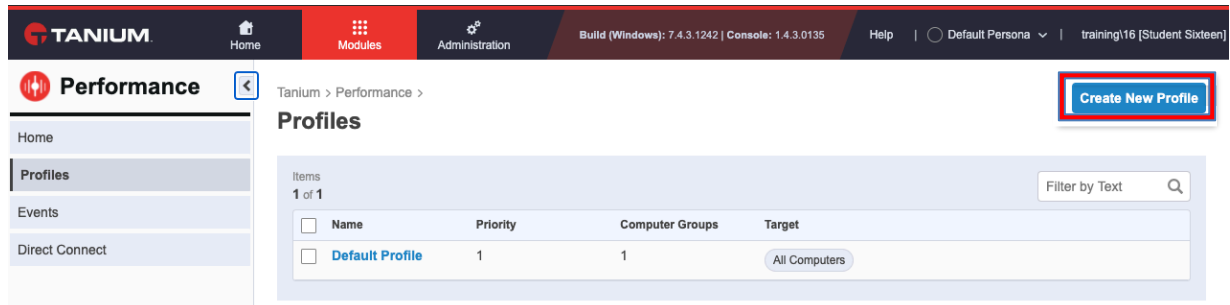 TANIUM
Home
Modules
Administration
Build (Windows): 7.4.3.1242 | Console: 1.4.3.0135
Help | Default Persona | training\16 [Student Sixteen]
Performance
Home
Profiles
Events
Direct Connect
Tanium > Performance >
Profiles
Create New Profile
Items
1 of 1
Filter by Text
Name Priority Computer Groups Target
Default Profile 1 1 All Computers